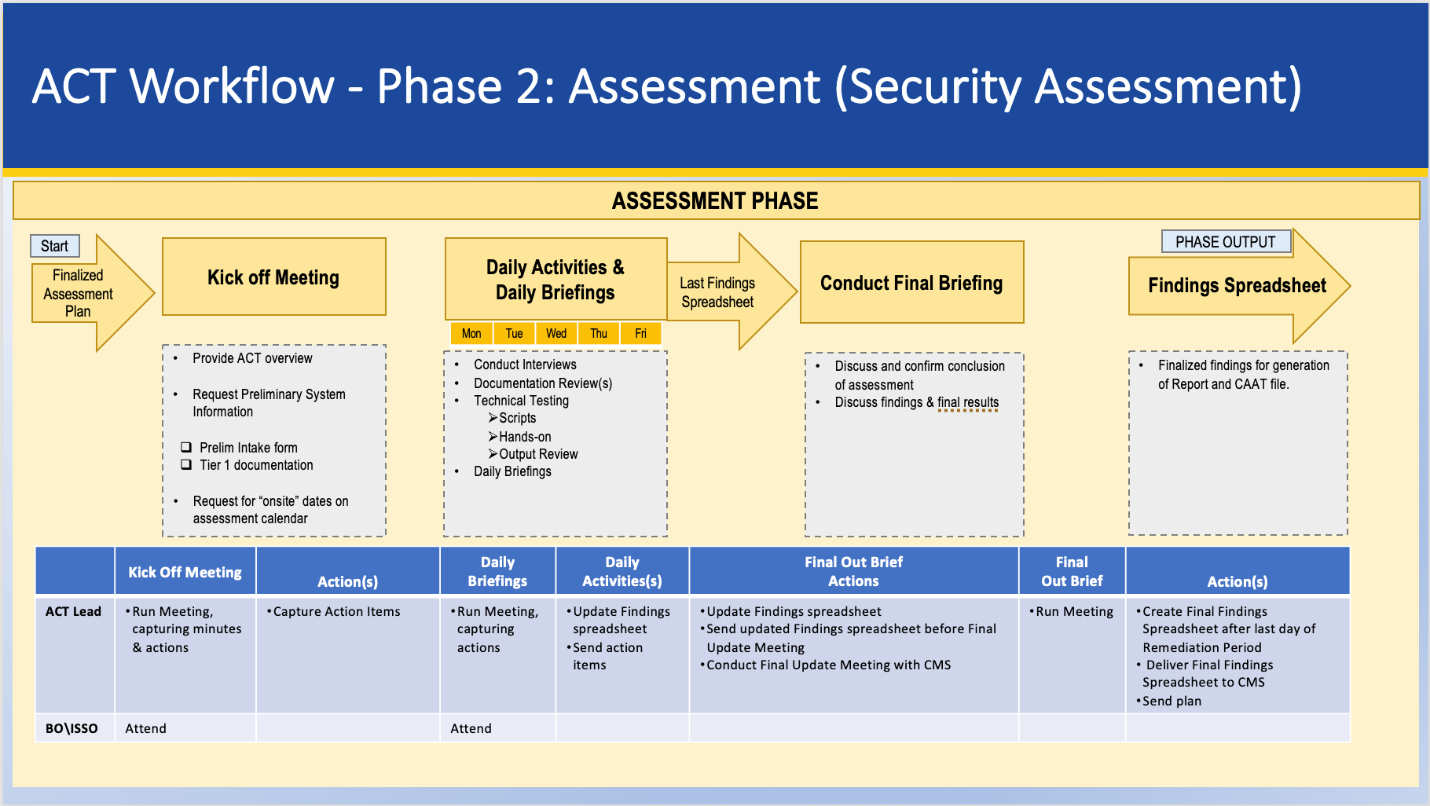 ACT Workflow - Phase 2: Assessment (Security Assessment)
ASSESSMENT PHASE
Start
Finalized
Assessment
Plan
Kick off Meeting
• Provide ACT overview
• Request Preliminary System
Information
❑ Prelim Intake form
❑ Tier 1 documentation
• Request for “onsite” dates on
assessment calendar
Daily Activities &
Daily Briefings
Mon Tue Wed Thu Fri
• Conduct Interviews
• Documentation Review(s)
• Technical Testing
➢Scripts
➢Hands-on
➢Output Review
• Daily Briefings
Last Findings
Spreadsheet
Conduct Final Briefing
• Discuss and confirm conclusion
of assessment
• Discuss findings & final results
PHASE OUTPUT
Findings Spreadsheet
• Finalized findings for generation
of Report and CAAT file.
Kick Off Meeting
Action(s)
Daily
Briefings
Daily
Activities(s)
Final Out Brief
Actions
Final
Out Brief
Action(s)
ACT Lead
•Run Meeting,
capturing minutes
& actions
•Capture Action Items
•Run Meeting,
capturing
actions
•Update Findings
spreadsheet
•Send action
items
•Update Findings spreadsheet
•Send updated Findings spreadsheet before Final
Update Meeting
•Conduct Final Update Meeting with CMS
•Run Meeting
•Create Final Findings
Spreadsheet after last day of
Remediation Period
• Deliver Final Findings
Spreadsheet to CMS
•Send plan
BO\ISSO
Attend
Attend